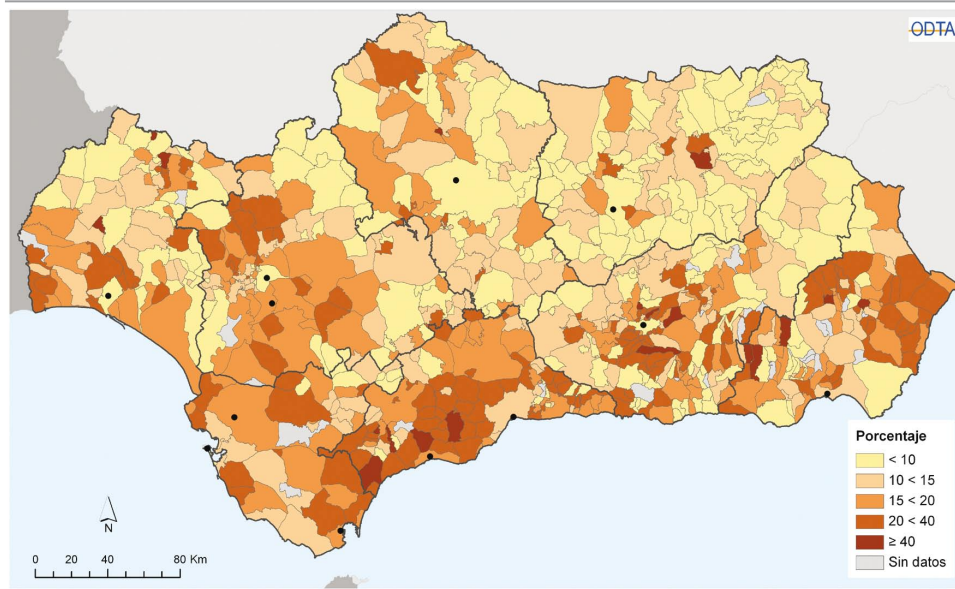 ODTA
Porcentaje
< 10
10 < 15
15 < 20
20 < 40
≥ 40
Sin datos
N
0 20 40 80 Km